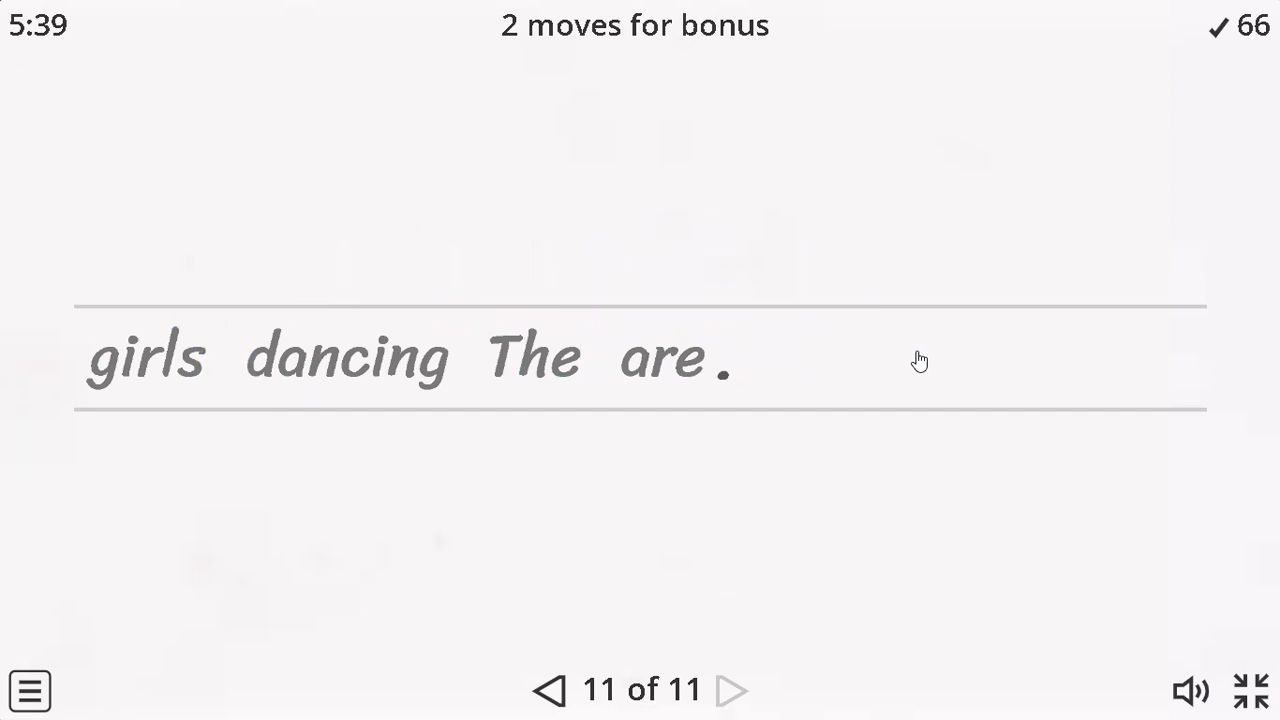 5:39 2 moves for bonus ✓ 66
girls dancing The are.
11 of 11